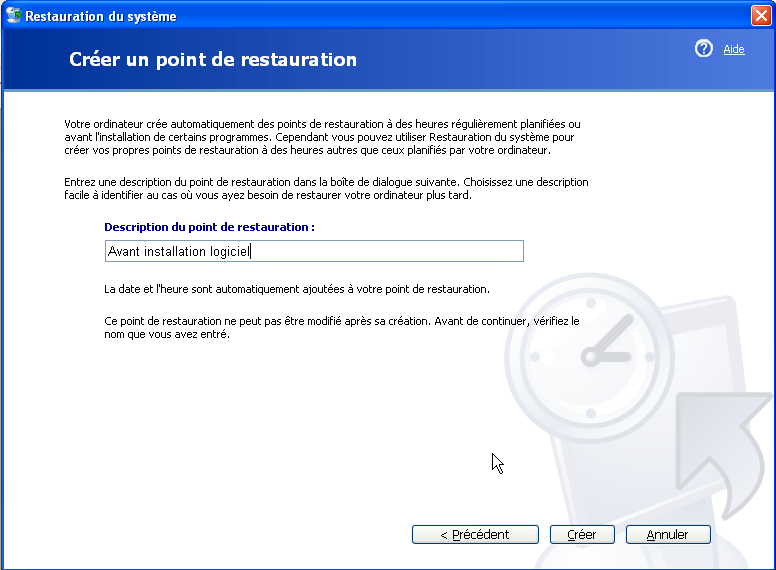 Restauration du système
Créer un point de restauration
Aide
Votre ordinateur crée automatiquement des points de restauration à des heures régulièrement planifiées ou
avant l'installation de certains programmes. Cependant vous pouvez utiliser Restauration du système pour
créer vos propres points de restauration à des heures autres que ceux planifiés par votre ordinateur.
Entrez une description du point de restauration dans la boîte de dialogue suivante. Choisissez une description
facile à identifier au cas où vous ayez besoin de restaurer votre ordinateur plus tard.
Description du point de restauration :
Avant installation logiciel
La date et l'heure sont automatiquement ajoutées à votre point de restauration.
Ce point de restauration ne peut pas être modifié après sa création. Avant de continuer, vérifiez le
nom que vous avez entré.
< Précédent
Créer
Annuler